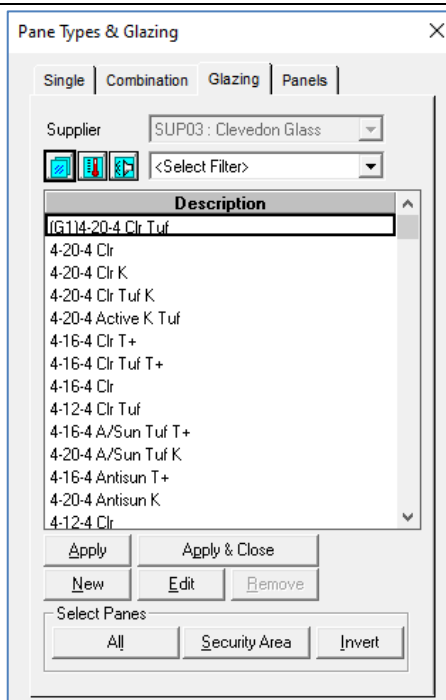 Pane Types & Glazing
Single Combination Glazing Panels
Supplier SUP03 : Clevedon Glass
<Select Filter>
Description
(G1)4-20-4 Clr Tuf
4-20-4 Clr
4-20-4 Clr K
4-20-4 Clr Tuf K
4-20-4 Active K Tuf
4-16-4 Clr T+
4-16-4 Clr Tuf T+
4-16-4 Clr
4-12-4 Clr Tuf
4-16-4 A/Sun Tuf T+
4-20-4 A/Sun Tuf K
4-16-4 Antisun T+
4-20-4 Antisun K
4-12-4 Clr
Apply Apply & Close
New Edit Remove
Select Panes
All Security Area Invert